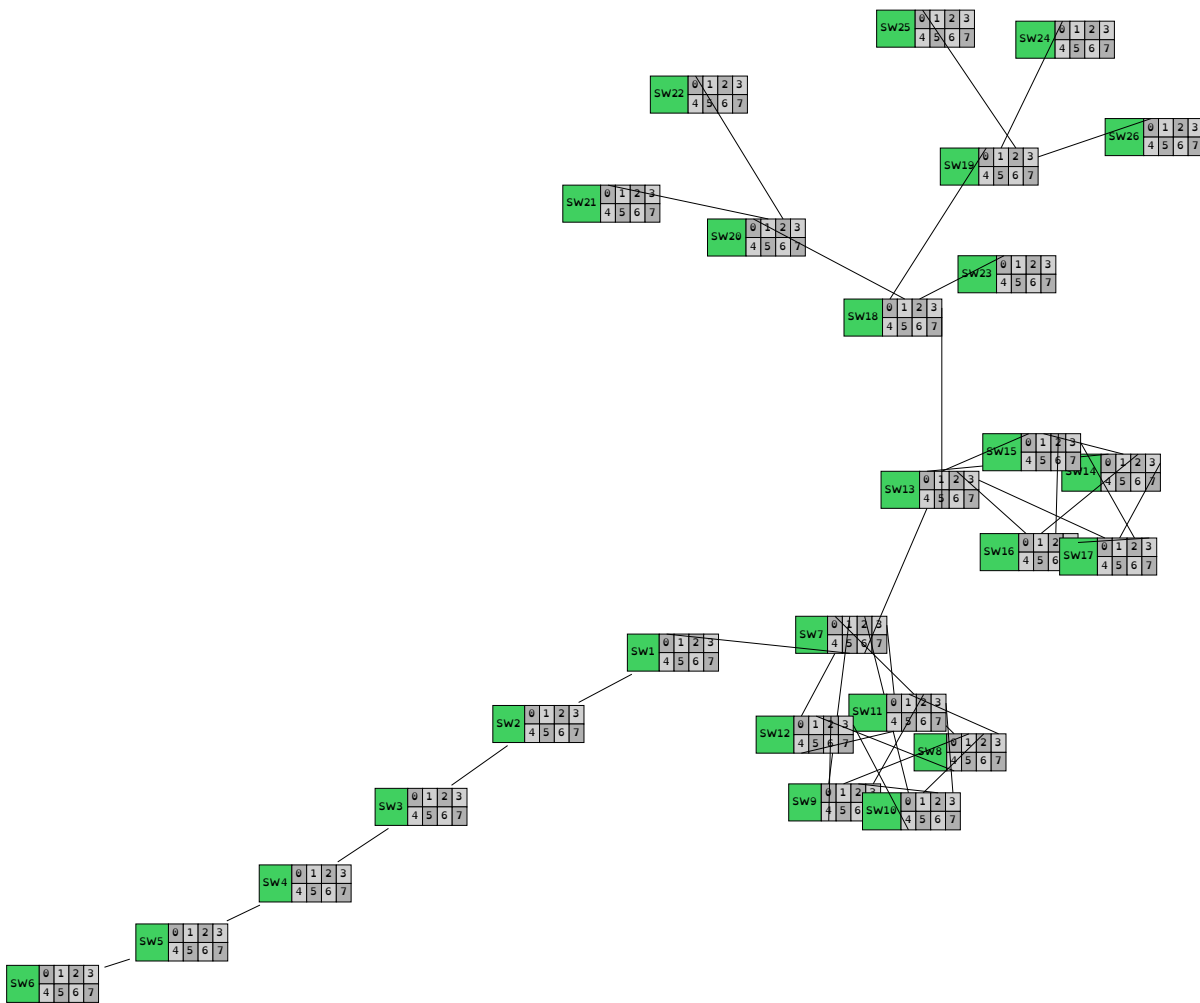 SW25 0 1 2 3
4 5 6 7
SW24 0 1 2 3
4 5 6 7
SW22 0 1 2 3
4 5 6 7
SW26 0 1 2 3
4 5 6 7
SW19 0 1 2 3
4 5 6 7
SW21 0 1 2 3
4 5 6 7
SW20 0 1 2 3
4 5 6 7
SW23 0 1 2 3
4 5 6 7
SW18 0 1 2 3
4 5 6 7
SW15 0 1 2 3
4 5 6 7
SW14 0 1 2 3
4 5 6 7
SW13 0 1 2 3
4 5 6 7
SW16 0 1 2
4 5 6
SW17 0 1 2 3
4 5 6 7
SW7 0 1 2 3
4 5 6 7
SW1 0 1 2 3
4 5 6 7
SW11 0 1 2 3
4 5 6 7
SW2 0 1 2 3
4 5 6 7
SW12 0 1 2 3
4 5 6 7
SW8 0 1 2 3
4 5 6 7
SW9 0 1 2 3
4 5 6
SW3 0 1 2 3
4 5 6 7
SW10 0 1 2 3
4 5 6 7
SW4 0 1 2 3
4 5 6 7
SW5 0 1 2 3
4 5 6 7
SW6 0 1 2 3
4 5 6 7